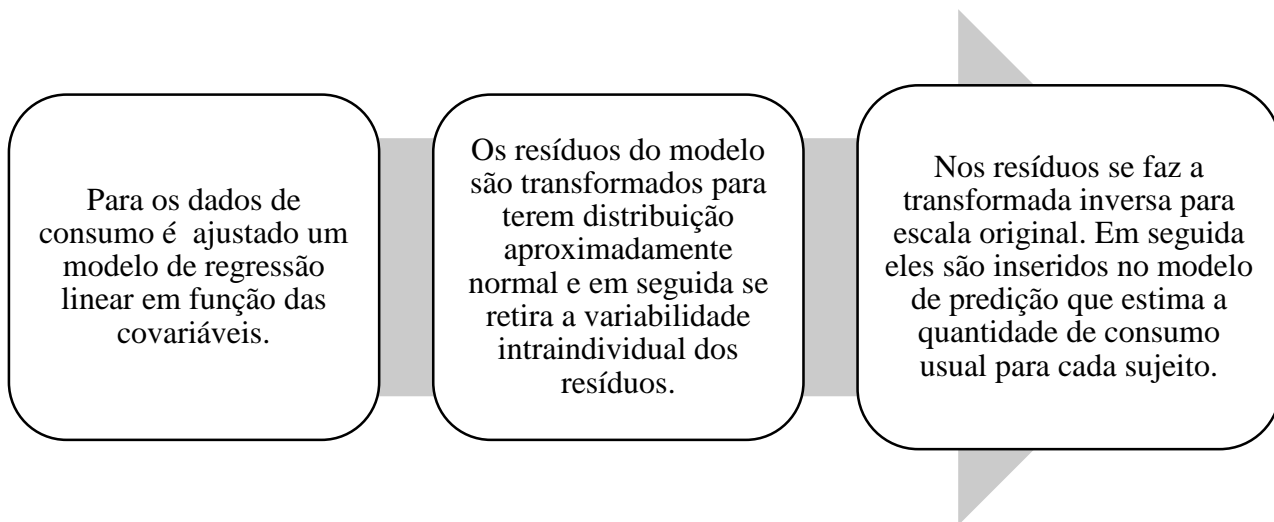 Para os dados de
consumo é  ajustado um
modelo de regressão
linear em função das
covariáveis.
Os resíduos do modelo
são transformados para
terem distribuição
aproximadamente
normal e em seguida se
retira a variabilidade
intraindividual dos
resíduos.
Nos resíduos se faz a
transformada inversa para
escala original. Em seguida
eles são inseridos no modelo
de predição que estima a
quantidade de consumo
usual para cada sujeito.